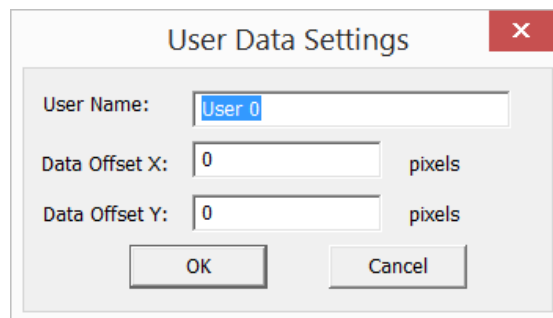 User Data Settings
User Name: User 0
Data Offset X: 0 pixels
Data Offset Y: 0 pixels
OK Cancel